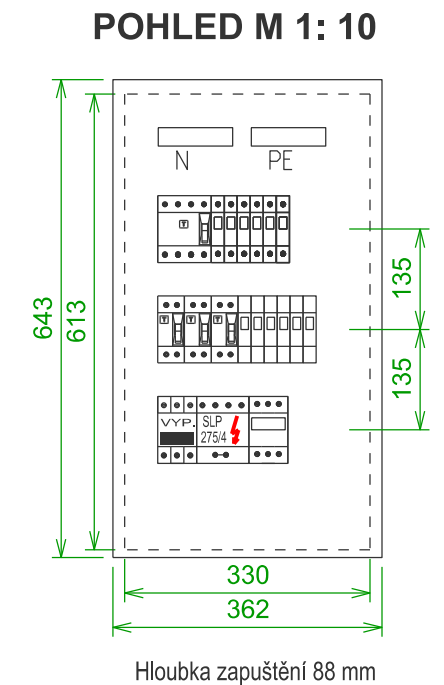 POHLED M 1: 10
N PE
T
135
643
613
T T T
135
VYP. SLP
275/4
330
362
Hloubka zapuštění 88 mm